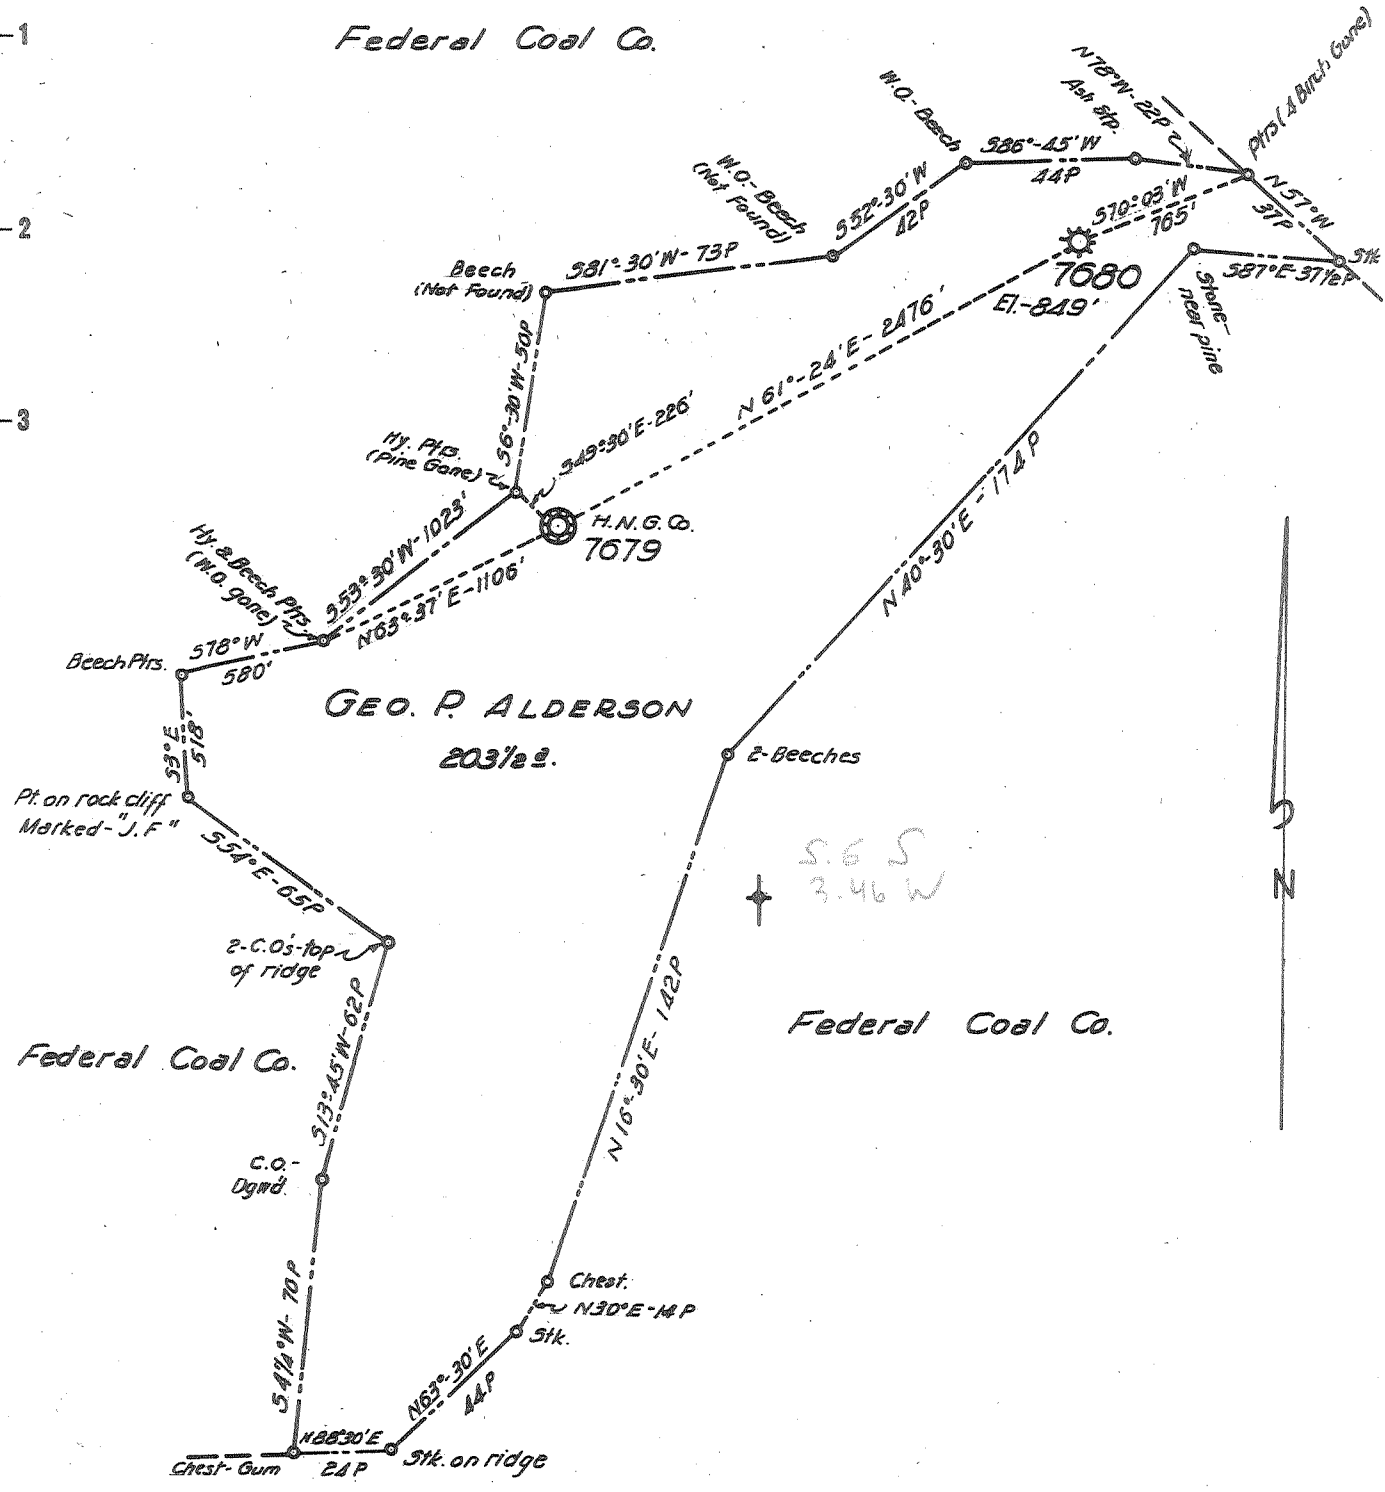 -1
Federal Coal Co.
Ptrs (A Birch Gone)
N78°W-22P
Ash Stp.
W.O.-Beech
S86°-45'W
44P
W.O.-Beech
(Not Found)
S52°-30'W
42P
S70°-03'W
765'
N57°W
37P
-2
Stk
Beech
(Not Found)
S81°-30'W-73P
7680
El.-849'
S87°E-37½P
Stone
near pine
S6°-30'W-50P
N61°-24'E-2476'
-3
Hy. Ptrs.
(Pine Gone)
S49°-30'E-226'
H.N.G. Co.
7679
N40°-30'E-174P
Hy. & Beech Ptrs.
(W.O. gone)
S53°-30'W-1023'
N63°-37'E-1106'
S78°W
580'
Beech Ptrs.
GEO. P. ALDERSON
203½ a.
S3°E
518'
2-Beeches
Pt. on rock cliff
Marked-"J.F"
S54°E-65P
S.6 S
3.46 W
N
2-C.O's-top
of ridge
S13°-45'W-62P
N16°-30'E-142P
Federal Coal Co.
Federal Coal Co.
C.O.-
Dgwd.
S4¼°W-70P
Chest.
N30°E-14P
Stk.
N63°-30'E
44P
N88°30'E
24P
Chest-Gum
Stk. on ridge